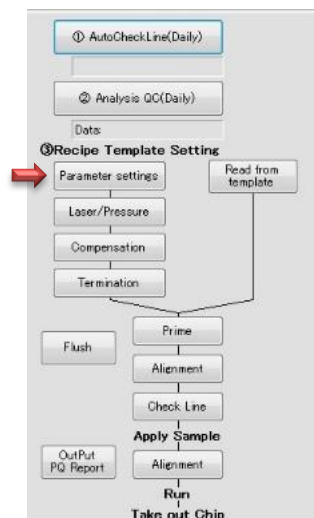 ① AutoCheckLine(Daily)
② Analysis QC(Daily)
Data:
③Recipe Template Setting
Parameter settings
Read from
template
Laser/Pressure
Compensation
Termination
Prime
Flush
Alignment
Check Line
Apply Sample
OutPut
PQ Report
Alignment
Run
Take out Chip